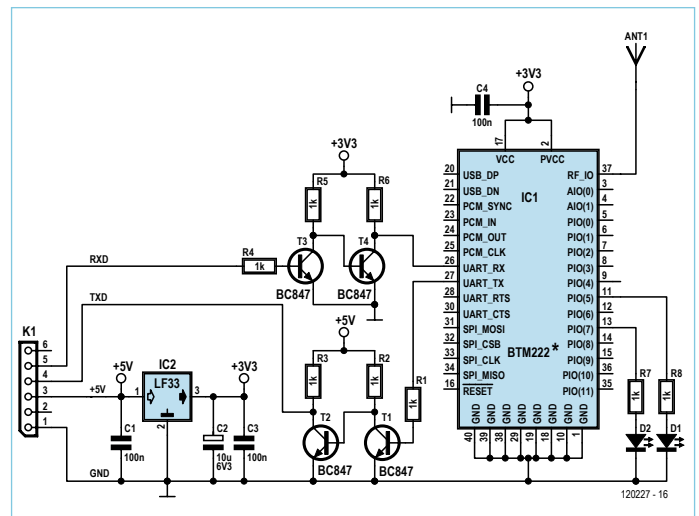 ANT1
+3V3
C4
100n
17
2
VCC
PVCC
+3V3
R5
1k
R6
1k
T3
T4
BC847
BC847
R4
1k
RXD
TXD
IC1
BTM222*
20 USB_DP
21 USB_DN
22 PCM_SYNC
23 PCM_IN
24 PCM_OUT
25 PCM_CLK
26 UART_RX
27 UART_TX
28 UART_RTS
30 UART_CTS
31 SPI_MOSI
32 SPI_CSB
33 SPI_CLK
34 SPI_MISO
16 RESET
RF_IO 37
AIO(0) 3
AIO(1) 4
PIO(0) 5
PIO(1) 6
PIO(2) 7
PIO(3) 8
PIO(4) 9
PIO(5) 11
PIO(6) 12
PIO(7) 13
PIO(8) 14
PIO(9) 15
PIO(10) 36
PIO(11) 35
GND GND GND GND GND GND GND GND
40 39 38 29 19 18 10 1
+5V
R3
1k
R2
1k
R1
1k
T2
T1
BC847
BC847
K1
6
5
4
3
2
1
+5V
+5V
IC2
LF33
1
3
2
+3V3
C1
100n
C2
10u
6V3
C3
100n
GND
R7
1k
R8
1k
D2
D1
120227 - 16